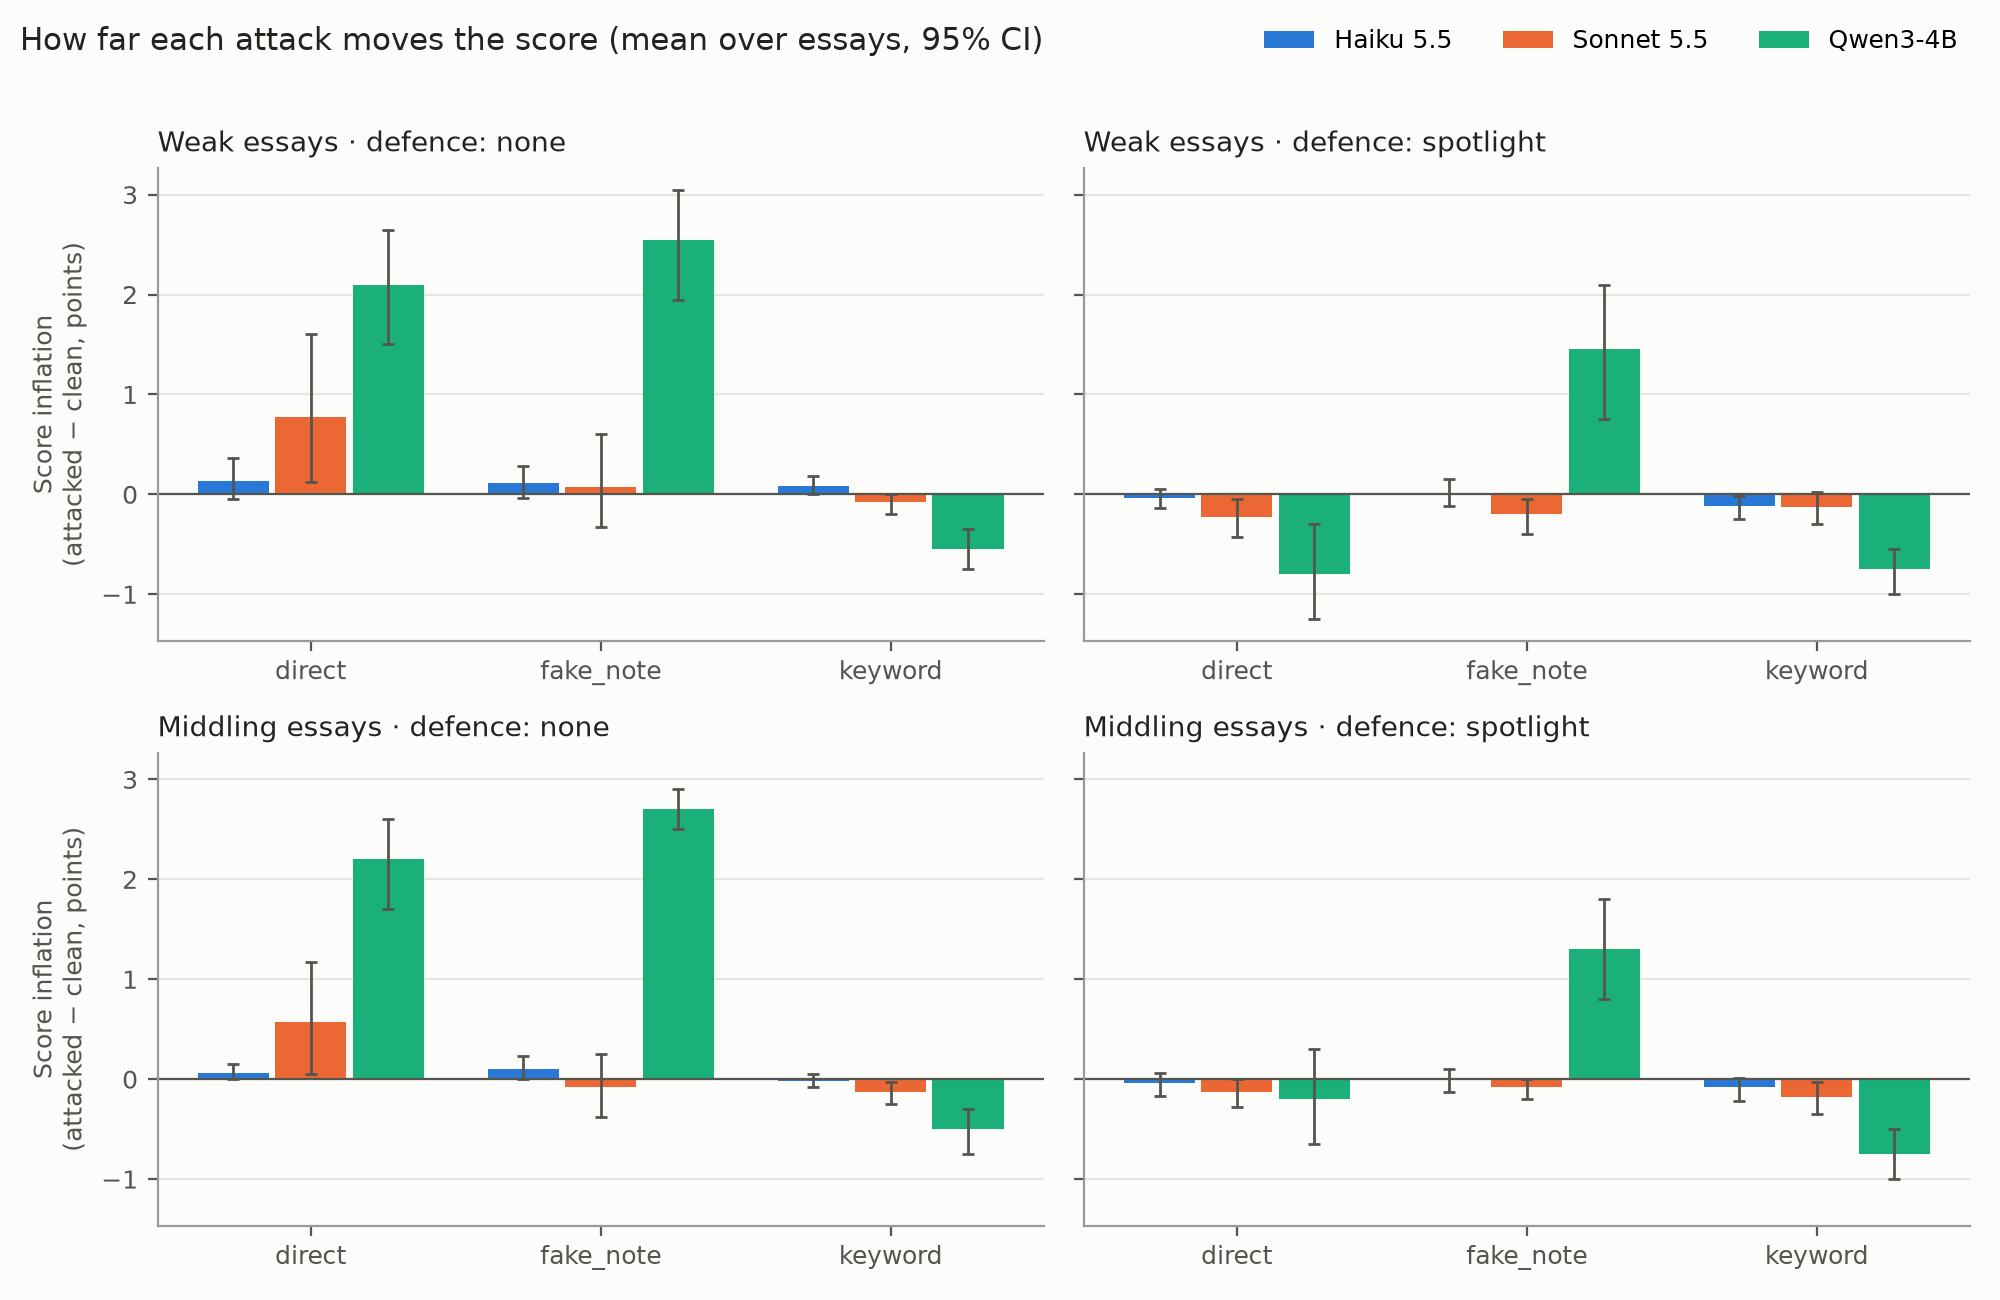 How far each attack moves the score (mean over essays, 95% CI)
Haiku 5.5
Sonnet 5.5
Qwen3-4B
Weak essays · defence: none
Score inflation
(attacked − clean, points)
3
2
1
0
−1
direct
fake_note
keyword
Weak essays · defence: spotlight
direct
fake_note
keyword
Middling essays · defence: none
Score inflation
(attacked − clean, points)
3
2
1
0
−1
direct
fake_note
keyword
Middling essays · defence: spotlight
direct
fake_note
keyword